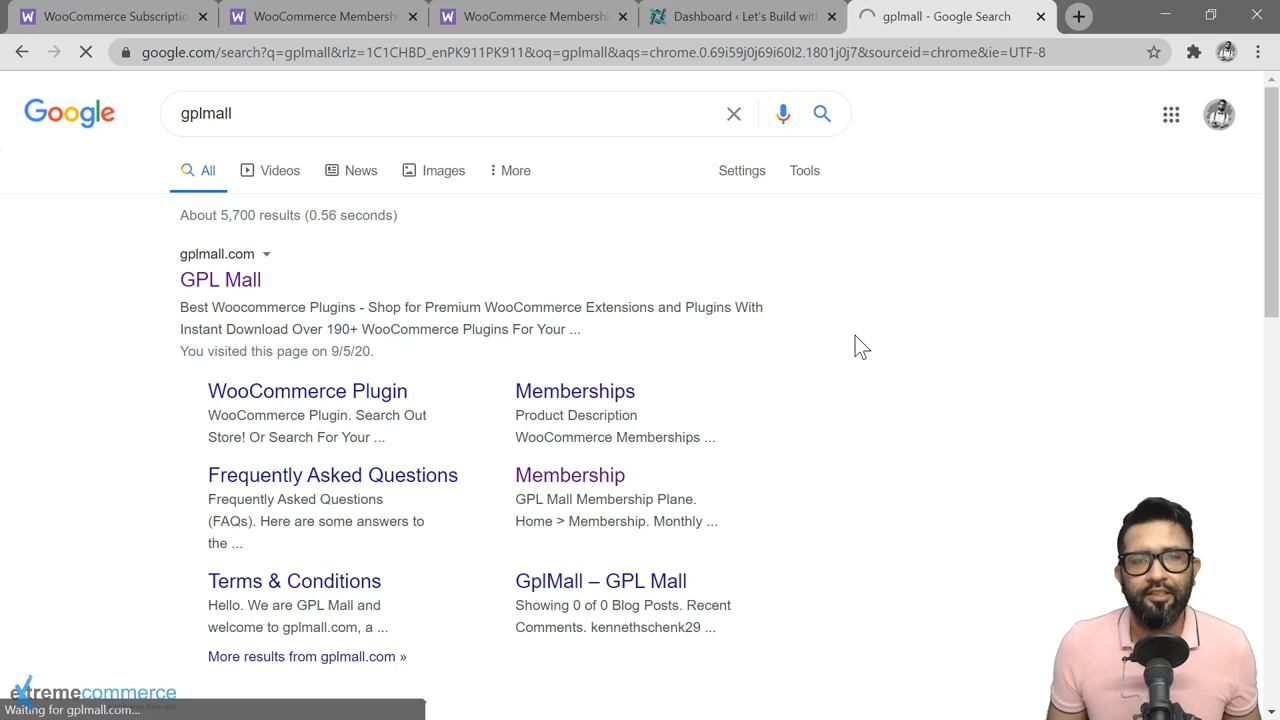 WooCommerce Subscriptio
WooCommerce Membersh
WooCommerce Membersh
Dashboard ‹ Let's Build with
gplmall - Google Search
google.com/search?q=gplmall&rlz=1C1CHBD_enPK911PK911&oq=gplmall&aqs=chrome.0.69i59j0j69i60l2.1801j0j7&sourceid=chrome&ie=UTF-8
Google
gplmall
All
Videos
News
Images
More
Settings
Tools
About 5,700 results (0.56 seconds)
gplmall.com
GPL Mall
Best Woocommerce Plugins - Shop for Premium WooCommerce Extensions and Plugins With
Instant Download Over 190+ WooCommerce Plugins For Your ...
You visited this page on 9/5/20.
WooCommerce Plugin
WooCommerce Plugin. Search Out
Store! Or Search For Your ...
Memberships
Product Description
WooCommerce Memberships ...
Frequently Asked Questions
Frequently Asked Questions
(FAQs). Here are some answers to
the ...
Membership
GPL Mall Membership Plane.
Home > Membership. Monthly ...
Terms & Conditions
Hello. We are GPL Mall and
welcome to gplmall.com, a ...
GplMall – GPL Mall
Showing 0 of 0 Blog Posts. Recent
Comments. kennethschenk29 ...
More results from gplmall.com »
extremecommerce
Waiting for gplmall.com...